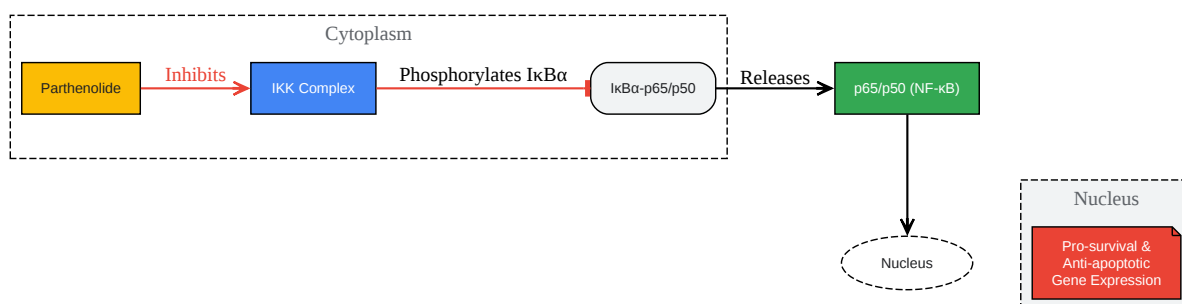 Cytoplasm
Parthenolide
Inhibits
IKK Complex
Phosphorylates IκBα
IκBα-p65/p50
Releases
p65/p50 (NF-κB)
Nucleus
Nucleus
Pro-survival &
Anti-apoptotic
Gene Expression